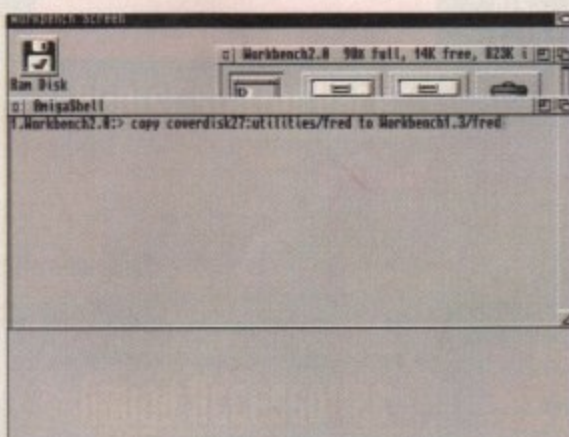 Workbench Screen
Workbench2.0 98% full, 14K free, 823K i
Ram Disk
AmigaShell
1.Workbench2.0:> copy coverdisk27:utilities/fred to Workbench1.3/fred